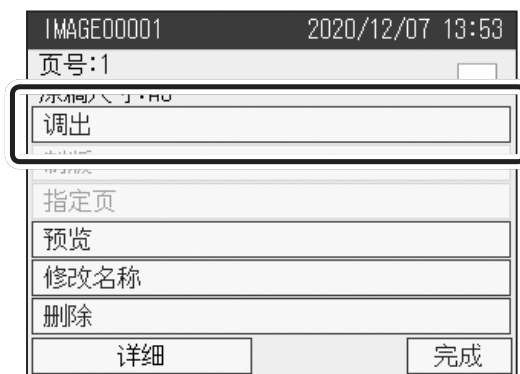 IMAGE00001 2020/12/07 13:53
页号:1
调出
指定页
预览
修改名称
删除
详细 完成